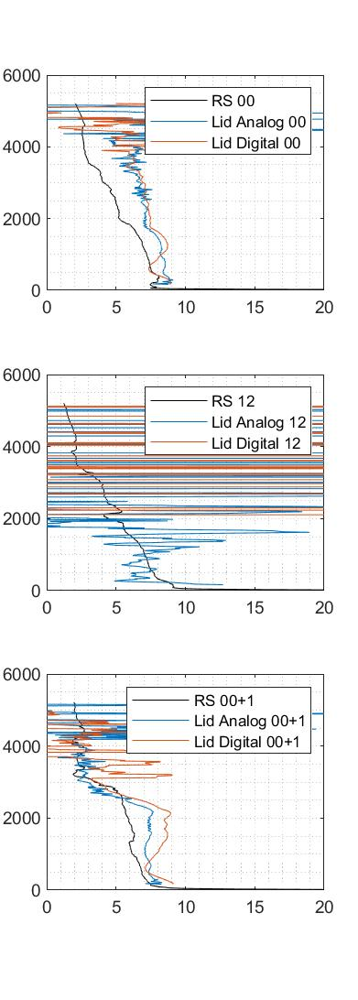 6000
RS 00
Lid Analog 00
Lid Digital 00
4000
2000
0
0 5 10 15 20
6000
RS 12
Lid Analog 12
Lid Digital 12
4000
2000
0
0 5 10 15 20
6000
RS 00+1
Lid Analog 00+1
Lid Digital 00+1
4000
2000
0
0 5 10 15 20